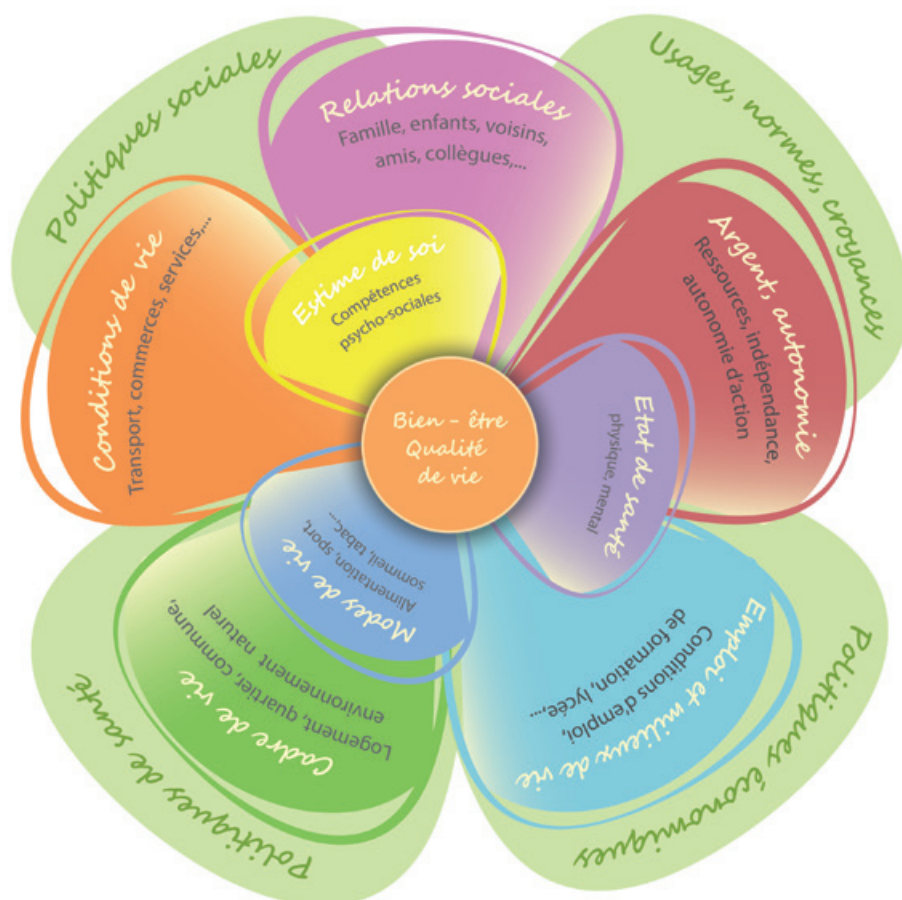 Politiques sociales
Usages, normes, croyances
Relations sociales
Famille, enfants, voisins,
amis, collègues,...
Conditions de vie
Transport, commerces, services,...
Estime de soi
Compétences
psycho-sociales
Argent, autonomie
Ressources, indépendance,
autonomie d'action
Bien - être
Qualité
de vie
Etat de santé
physique, mental
Modes de vie
Alimentation, sport,
sommeil, tabac,...
Cadre de vie
Logement, quartier, commune,
environnement naturel
Emploi et milieux de vie
Conditions d'emploi,
de formation, lycée,...
Politiques de santé
Politiques économiques